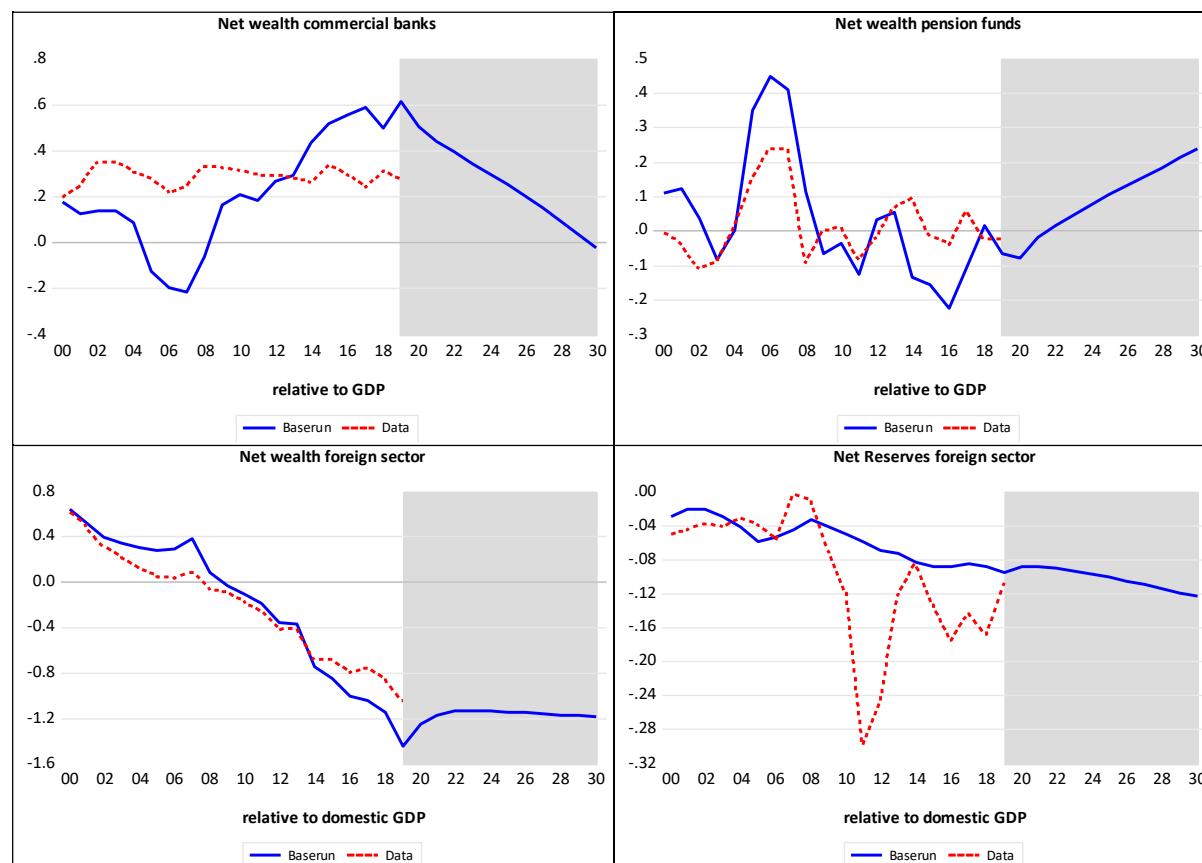 Net wealth commercial banks
.8
.6
.4
.2
.0
-.2
-.4
00 02 04 06 08 10 12 14 16 18 20 22 24 26 28 30
relative to GDP
Baserun Data
Net wealth pension funds
.5
.4
.3
.2
.1
.0
-.1
-.2
-.3
00 02 04 06 08 10 12 14 16 18 20 22 24 26 28 30
relative to GDP
Baserun Data
Net wealth foreign sector
0.8
0.4
0.0
-0.4
-0.8
-1.2
-1.6
00 02 04 06 08 10 12 14 16 18 20 22 24 26 28 30
relative to domestic GDP
Baserun Data
Net Reserves foreign sector
.00
-.04
-.08
-.12
-.16
-.20
-.24
-.28
-.32
00 02 04 06 08 10 12 14 16 18 20 22 24 26 28 30
relative to domestic GDP
Baserun Data